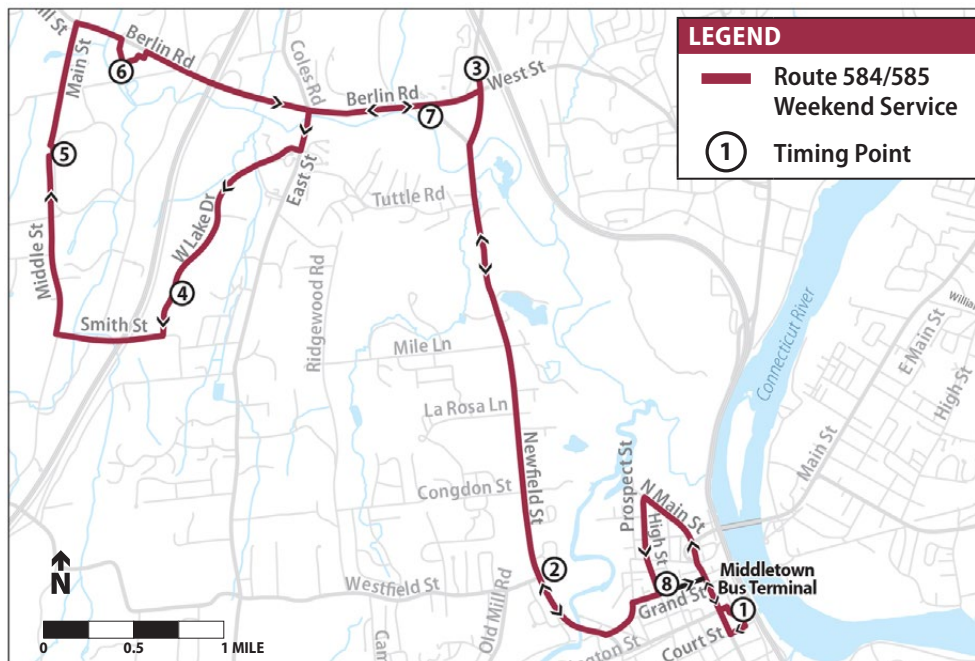 LEGEND
Route 584/585
Weekend Service
1
Timing Point
ill St
Main St
Berlin Rd
6
Coles Rd
Berlin Rd
7
3
West St
5
East St
Tuttle Rd
W Lake Dr
Middle St
4
Smith St
Ridgewood Rd
Mile Ln
La Rosa Ln
Newfield St
Congdon St
Prospect St
N Main St
High St
Connecticut River
E Main St
High St
Main St
2
Westfield St
Old Mill Rd
8
Grand St
Middletown
Bus Terminal
1
Court St
N
0
0.5
1 MILE